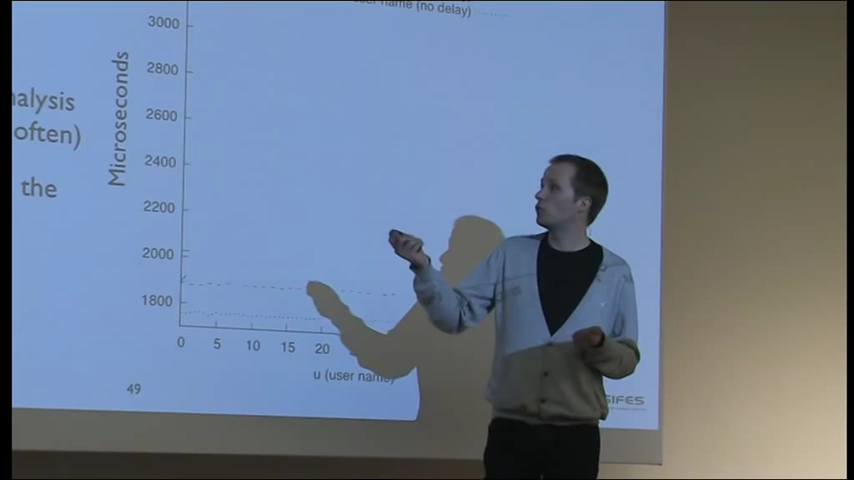 user name (no delay)
nalysis
often)
the
Microseconds
3000
2800
2600
2400
2200
2000
1800
0 5 10 15 20
u (user name)
49
SIFES